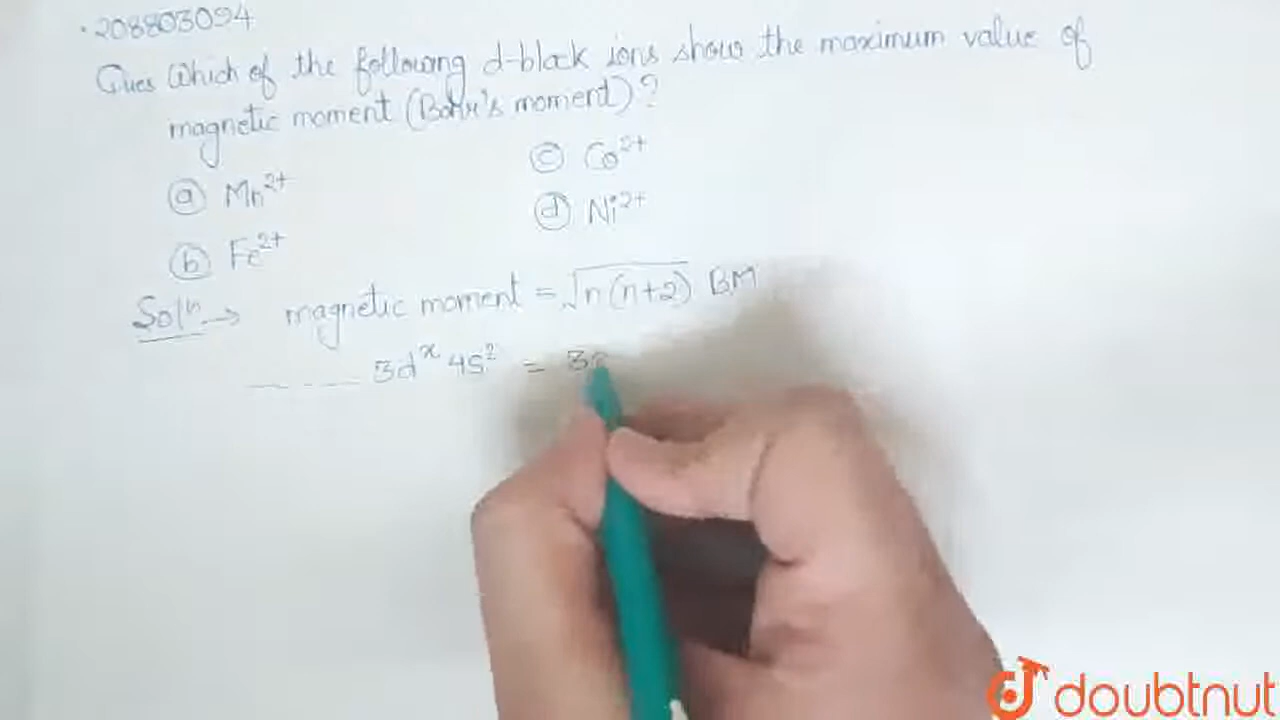 ·208803094
Ques Which of the following d-block ions show the maximum value of
magnetic moment (Bohr's moment)?
(a) Mn²⁺
(c) Co²⁺
(b) Fe²⁺
(d) Ni²⁺
Solⁿ → magnetic moment = √n(n+2) BM
------ 3dˣ 4s² = 3
doubtnut